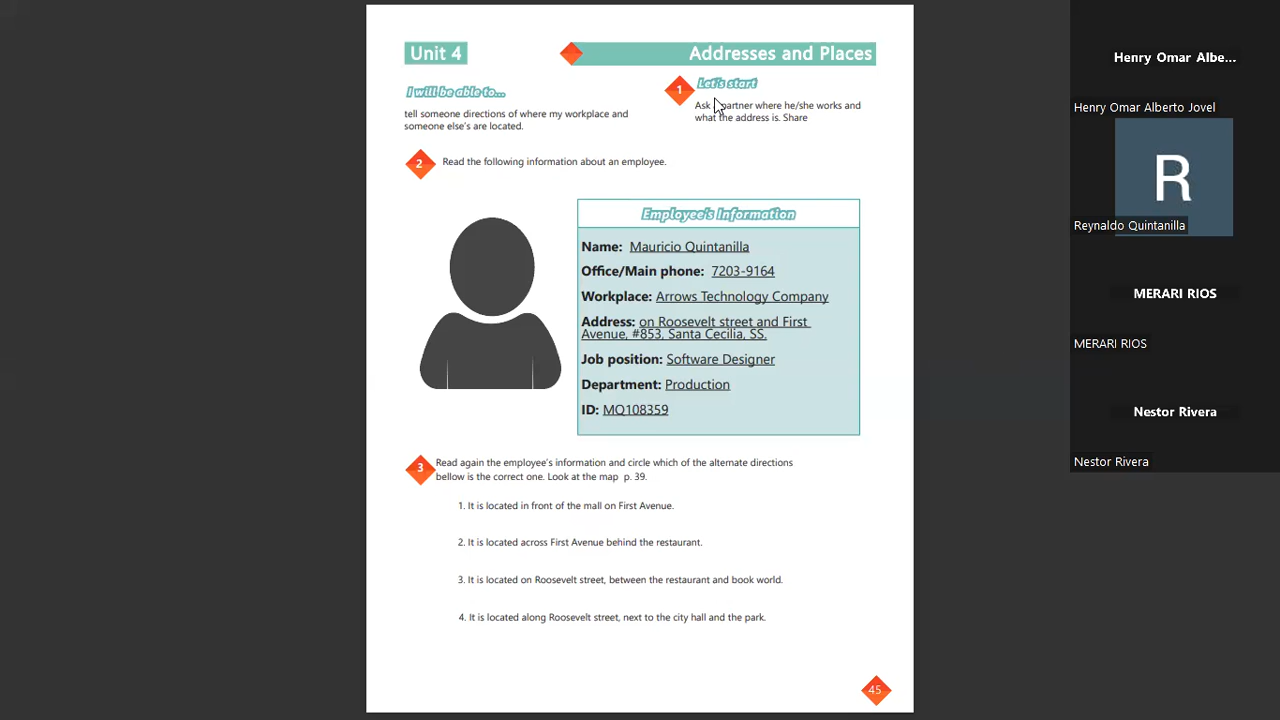 Unit 4
Addresses and Places
I will be able to...
tell someone directions of where my workplace and
someone else's are located.
1
Let's start
Ask partner where he/she works and
what the address is. Share
2
Read the following information about an employee.
Employee's Information
Name: Mauricio Quintanilla
Office/Main phone: 7203-9164
Workplace: Arrows Technology Company
Address: on Roosevelt street and First
Avenue, #853, Santa Cecilia, SS.
Job position: Software Designer
Department: Production
ID: MQ108359
3
Read again the employee's information and circle which of the alternate directions
bellow is the correct one. Look at the map p. 39.
1. It is located in front of the mall on First Avenue.
2. It is located across First Avenue behind the restaurant.
3. It is located on Roosevelt street, between the restaurant and book world.
4. It is located along Roosevelt street, next to the city hall and the park.
45
Henry Omar Albe...
Henry Omar Alberto Jovel
R
Reynaldo Quintanilla
MERARI RIOS
MERARI RIOS
Nestor Rivera
Nestor Rivera